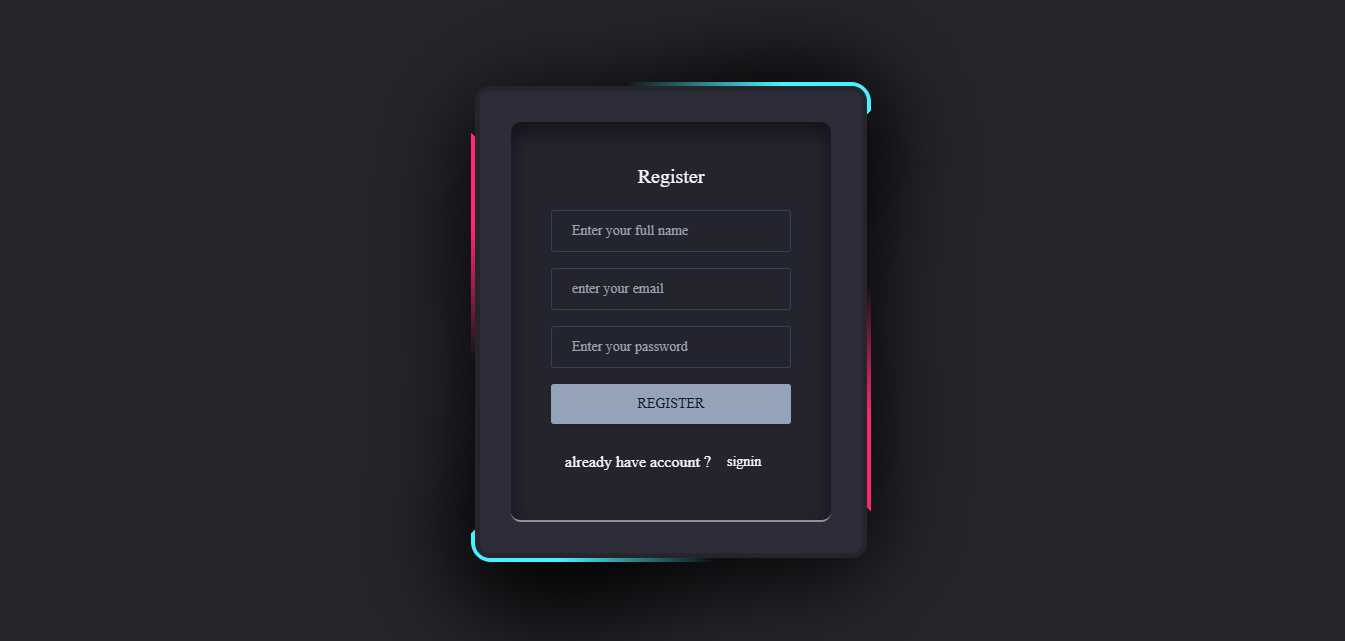 Register
Enter your full name
enter your email
Enter your password
REGISTER
already have account ? signin